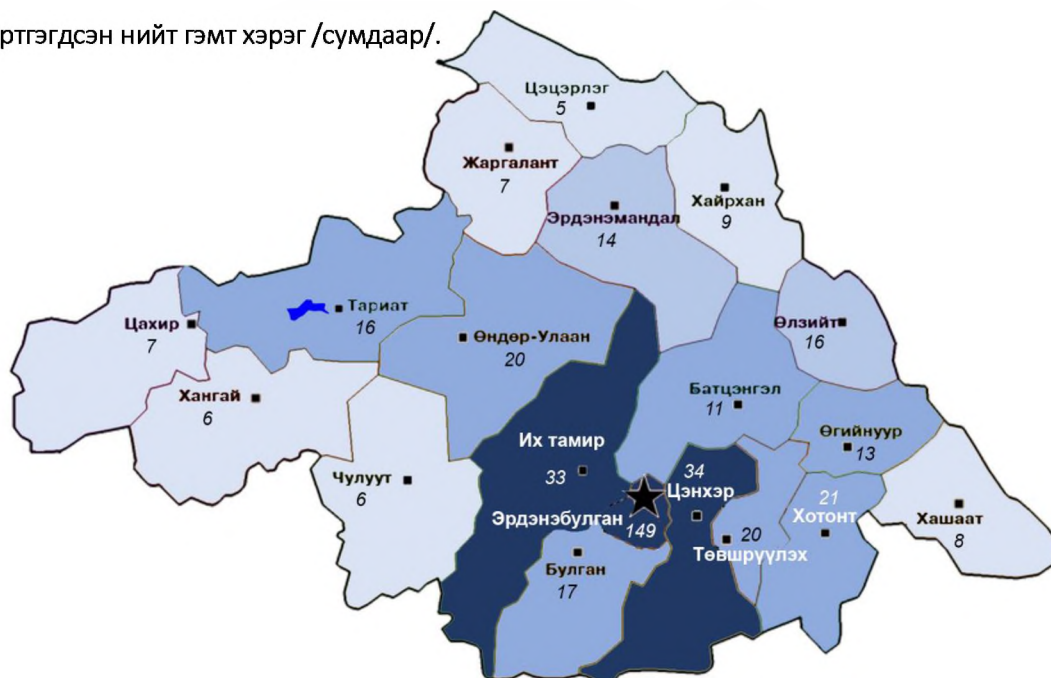 ртгэгдсэн нийт гэмт хэрэг /сумдаар/.
Цэцэрлэг
5
Жаргалант
7
Хайрхан
9
Эрдэнэмандал
14
Тариат
16
Цахир
7
Өндөр-Улаан
20
Өлзийт
16
Хангай
6
Батцэнгэл
11
Өгийнуур
13
Их тамир
33
Чулуут
6
34
Цэнхэр
Эрдэнэбулган
149
21
Хотонт
Хашаат
8
20
Төвшрүүлэх
Булган
17